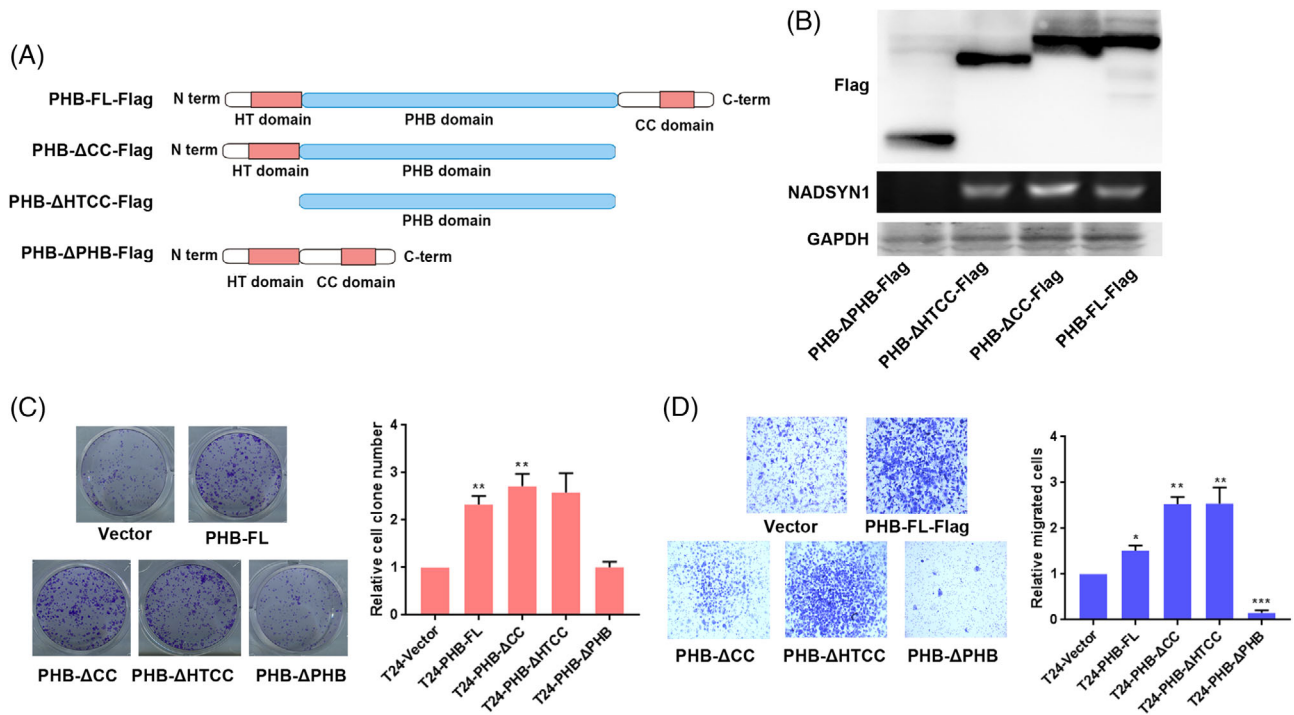 (A)
PHB-FL-Flag
N term
C-term
HT domain
PHB domain
CC domain
PHB-ΔCC-Flag
N term
HT domain
PHB domain
PHB-ΔHTCC-Flag
PHB domain
PHB-ΔPHB-Flag
N term
C-term
HT domain
CC domain
(B)
Flag
NADSYN1
GAPDH
PHB-ΔPHB-Flag
PHB-ΔHTCC-Flag
PHB-ΔCC-Flag
PHB-FL-Flag
(C)
Vector
PHB-FL
PHB-ΔCC
PHB-ΔHTCC
PHB-ΔPHB
Relative cell clone number
4
3
2
1
0
**
**
T24-Vector
T24-PHB-FL
T24-PHB-ΔCC
T24-PHB-ΔHTCC
T24-PHB-ΔPHB
(D)
Vector
PHB-FL-Flag
PHB-ΔCC
PHB-ΔHTCC
PHB-ΔPHB
Relative migrated cells
4
3
2
1
0
*
**
**
***
T24-Vector
T24-PHB-FL
T24-PHB-ΔCC
T24-PHB-ΔHTCC
T24-PHB-ΔPHB